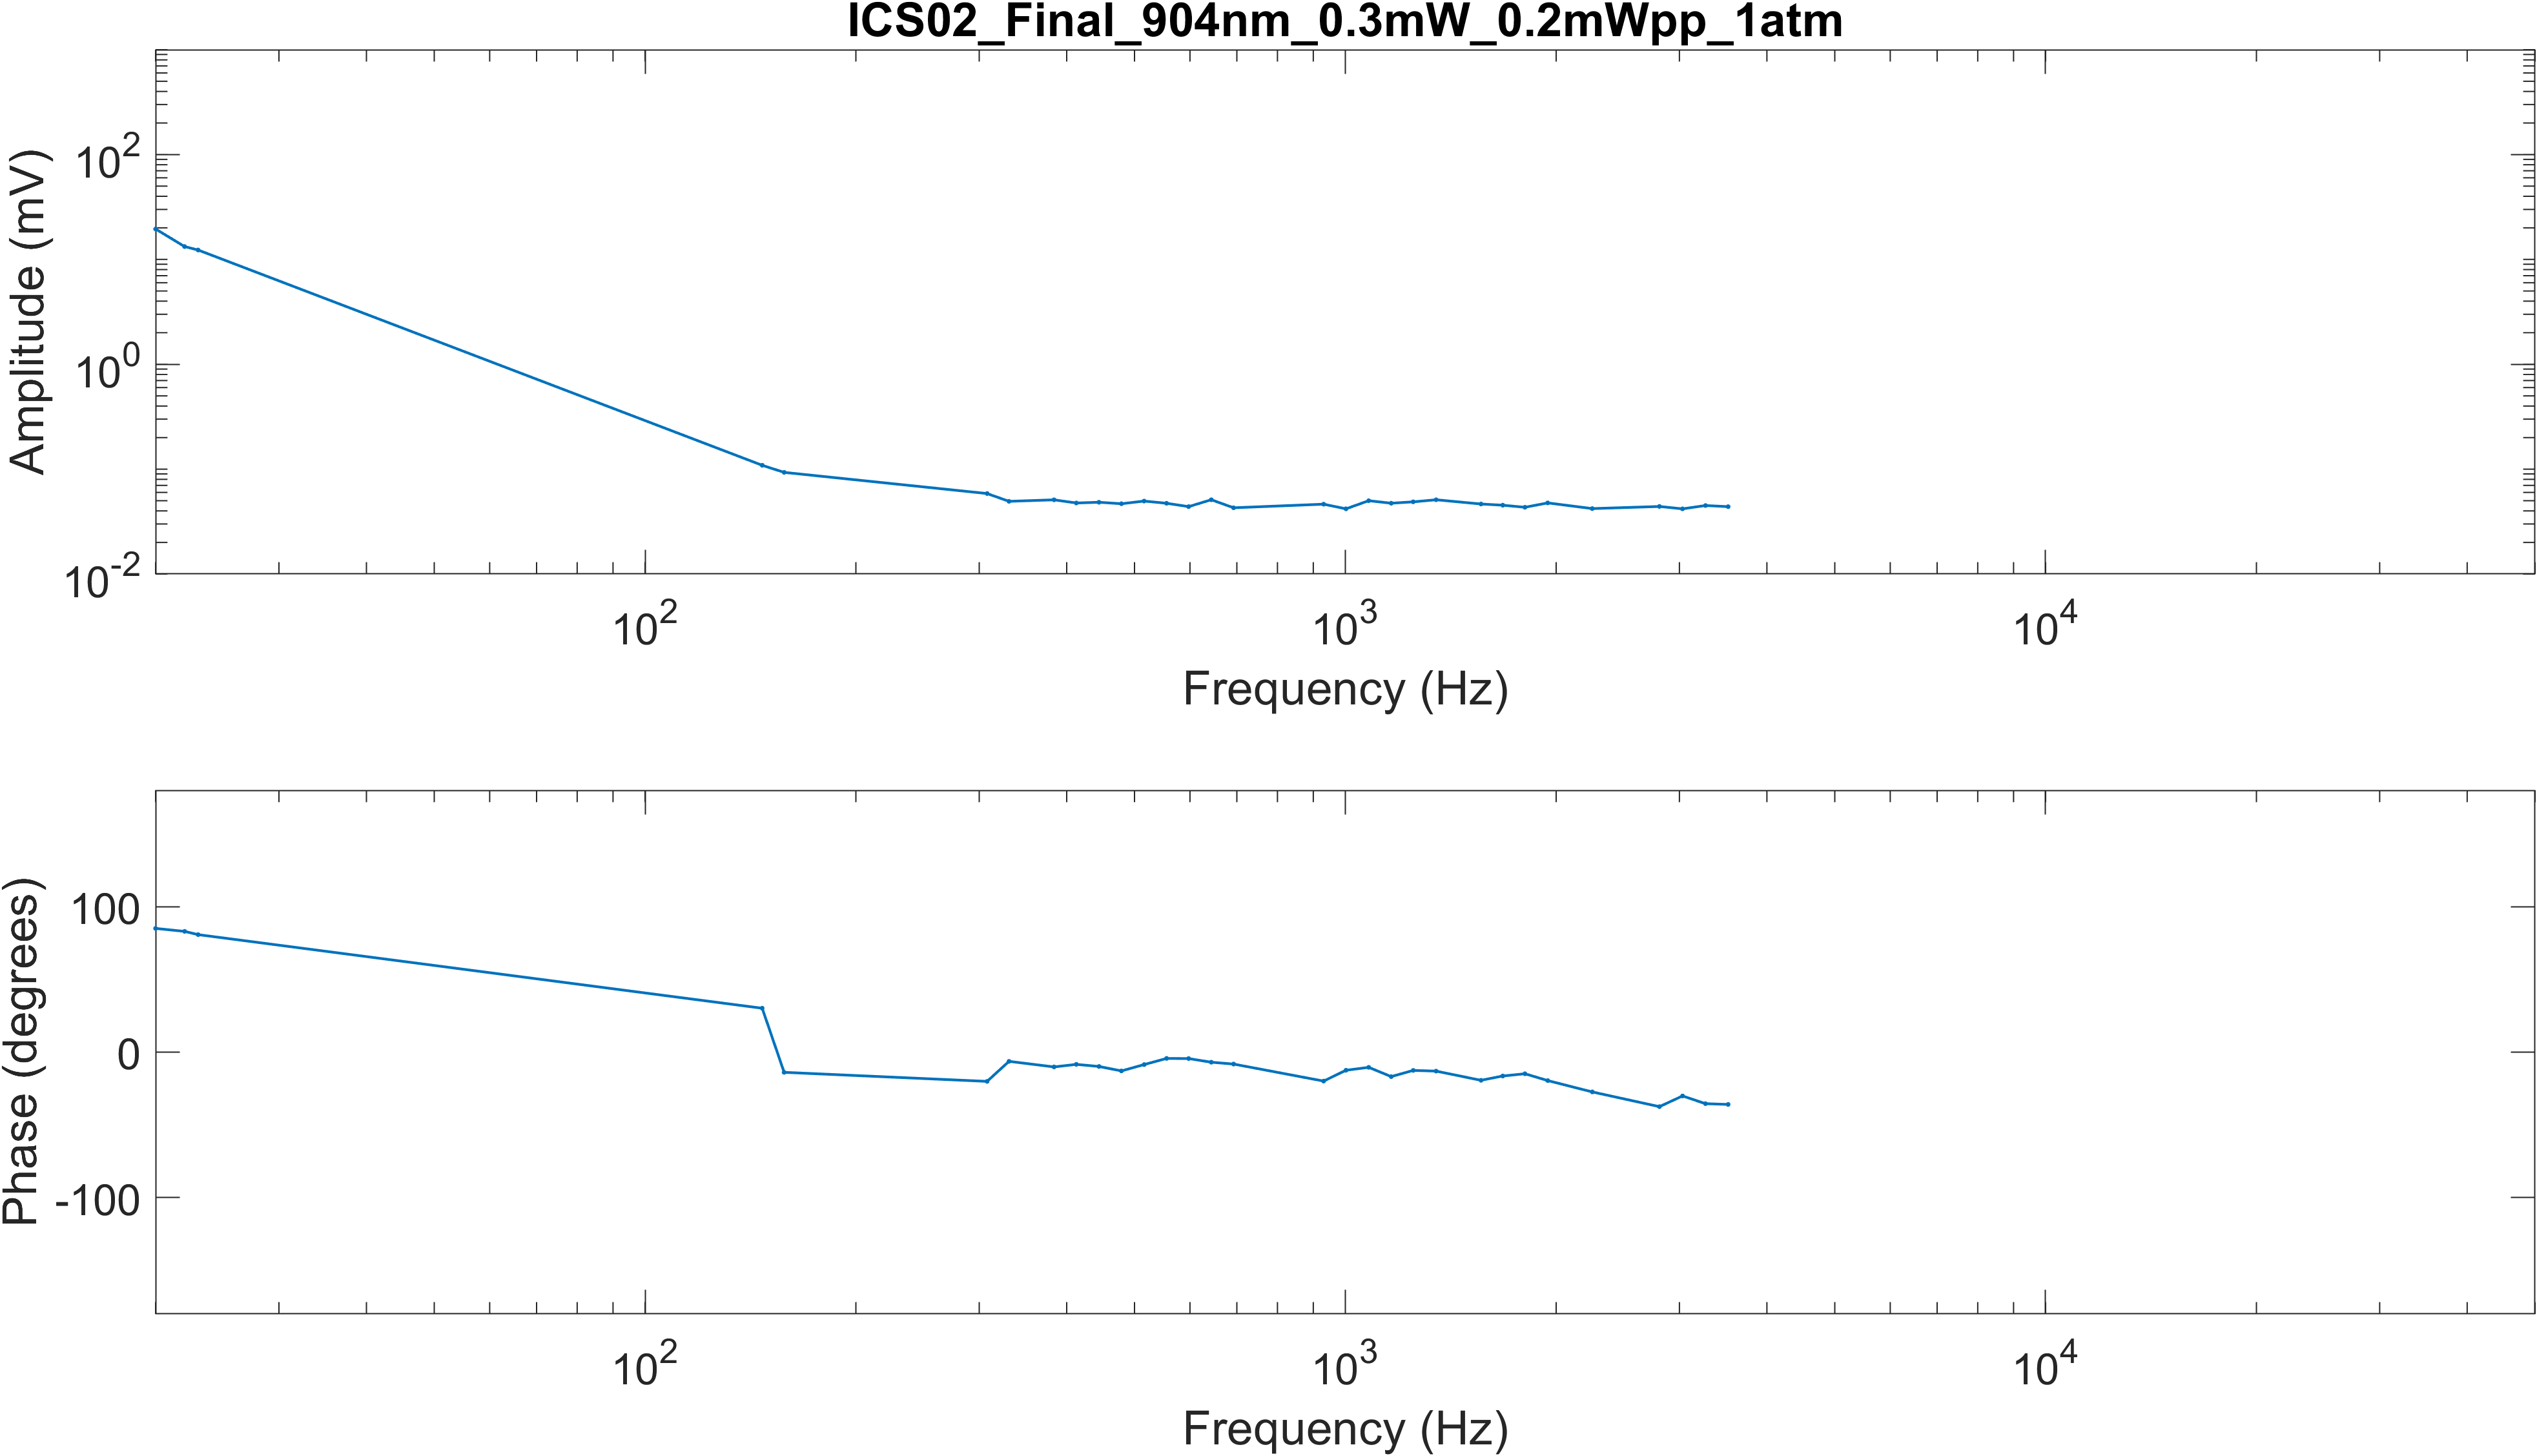 ICS02_Final_904nm_0.3mW_0.2mWpp_1atm
Amplitude (mV)
10^2
10^0
10^-2
10^2 10^3 10^4
Frequency (Hz)
Phase (degrees)
100
0
-100
10^2 10^3 10^4
Frequency (Hz)